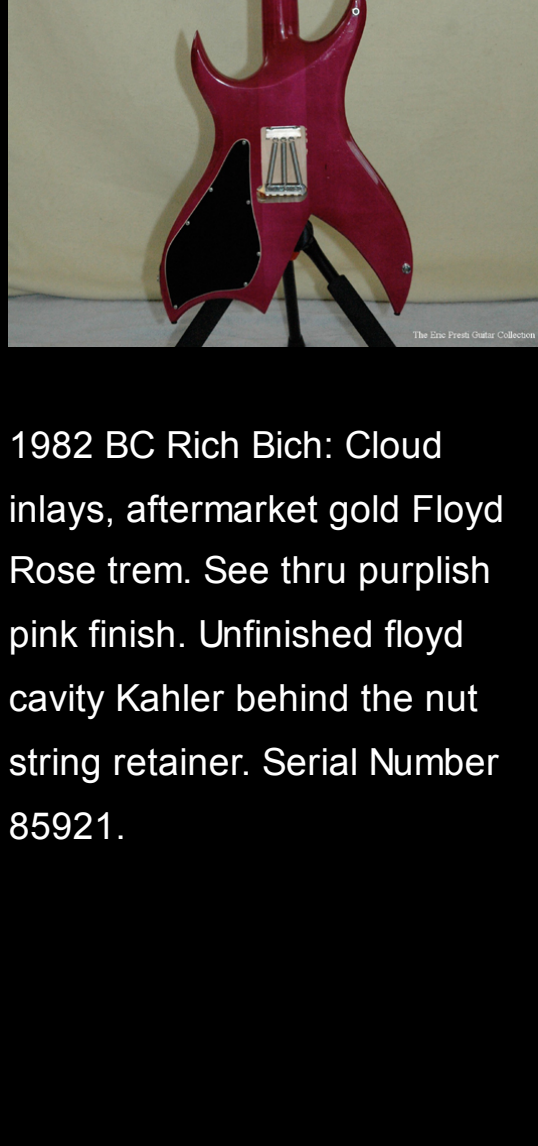 The Eric Presti Guitar Collection
1982 BC Rich Bich: Cloud
inlays, aftermarket gold Floyd
Rose trem. See thru purplish
pink finish. Unfinished floyd
cavity Kahler behind the nut
string retainer. Serial Number
85921.